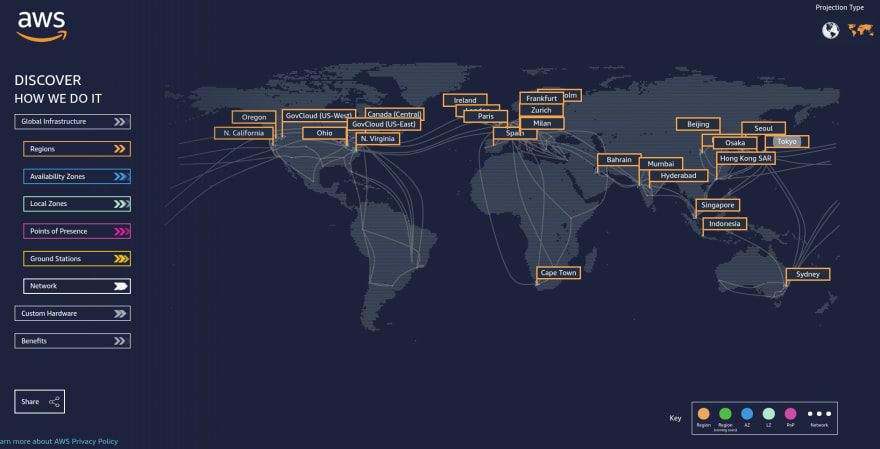 Projection Type
aws
DISCOVER
HOW WE DO IT
Global Infrastructure
Regions
Availability Zones
Local Zones
Points of Presence
Ground Stations
Network
Custom Hardware
Benefits
Share
arn more about AWS Privacy Policy
Oregon
GovCloud (US-West)
Canada (Central)
GovCloud (US-East)
N. California
Ohio
N. Virginia
Ireland
Paris
Frankfurt
olm
Zurich
Milan
Spain
Bahrain
Mumbai
Hyderabad
Beijing
Seoul
Osaka
Tokyo
Hong Kong SAR
Singapore
Indonesia
Cape Town
Sydney
Key
Region
Region
(coming soon)
AZ
LZ
PoP
Network